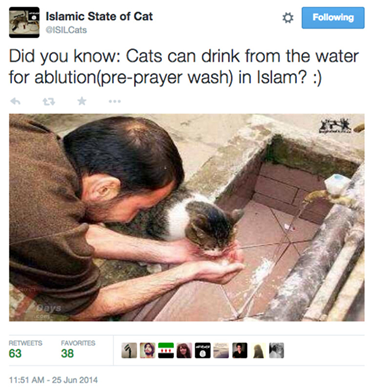 Islamic State of Cat
@ISILCats
Following
Did you know: Cats can drink from the water
for ablution(pre-prayer wash) in Islam? :)
Days
RETWEETS FAVORITES
63 38
11:51 AM - 25 Jun 2014